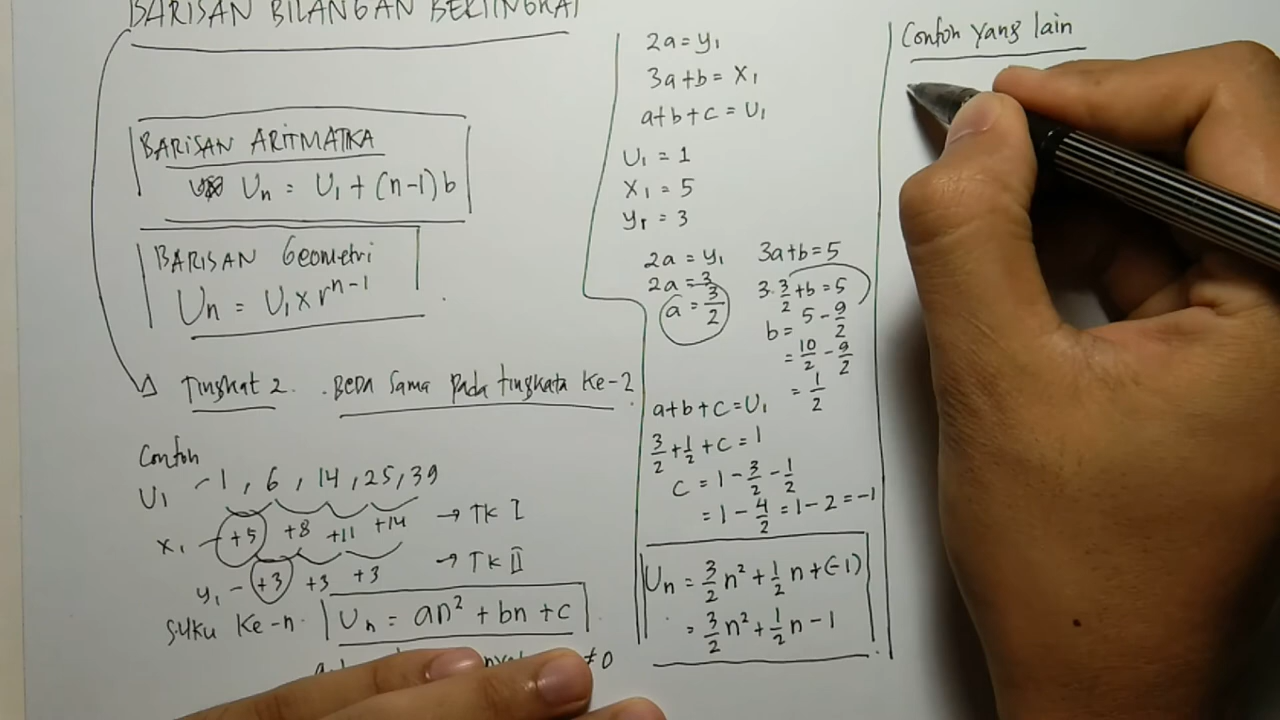 BARISAN BILANGAN BERTINGKAT
BARISAN ARITMATKA
Un = U1 + (n-1) b
BARISAN Geometri
Un = U1 x r^n-1
Tingkat 2. . BEDA Sama Pada tingkata Ke-2
Contoh
U1 - 1, 6, 14, 25, 39
x1 - +5 +8 +11 +14 → TK I
y1 - +3 +3 +3 → TK II
SUKU Ke-n Un = an² + bn + c
≠0
2a = y1
3a+b = X1
a+b+c = U1
U1 = 1
X1 = 5
y1 = 3
2a = y1
2a = 3
a = 3/2
3a+b = 5
3. 3/2 + b = 5
b = 5 - 9/2
= 10/2 - 9/2
= 1/2
a+b+c = U1
3/2 + 1/2 + c = 1
c = 1 - 3/2 - 1/2
= 1 - 4/2 = 1 - 2 = -1
Un = 3/2 n² + 1/2 n + (-1)
= 3/2 n² + 1/2 n - 1
Contoh Yang lain